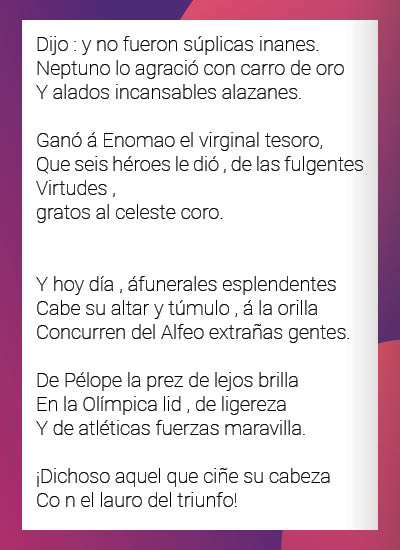 Dijo : y no fueron súplicas inanes.
Neptuno lo agració con carro de oro
Y alados incansables alazanes.
Ganó á Enomao el virginal tesoro,
Que seis héroes le dió , de las fulgentes
Virtudes ,
gratos al celeste coro.
Y hoy día , áfunerales esplendentes
Cabe su altar y túmulo , á la orilla
Concurren del Alfeo extrañas gentes.
De Pélope la prez de lejos brilla
En la Olímpica lid , de ligereza
Y de atléticas fuerzas maravilla.
¡Dichoso aquel que ciñe su cabeza
Co n el lauro del triunfo!